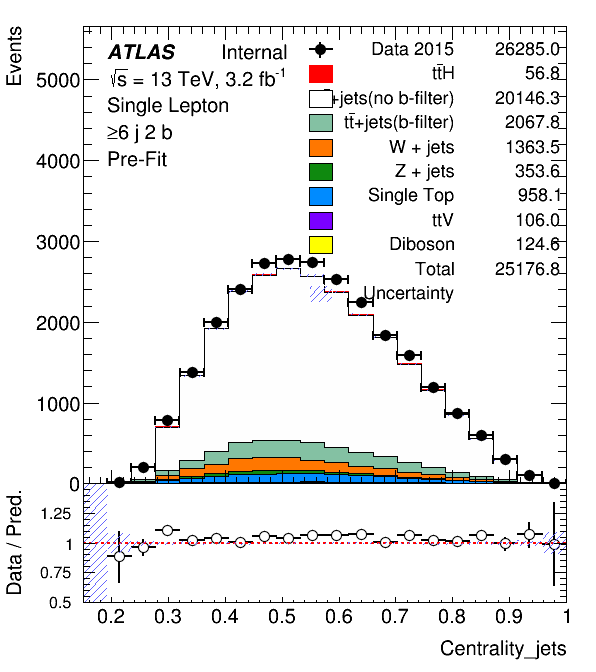 Events
ATLAS Internal
√s = 13 TeV, 3.2 fb⁻¹
Single Lepton
≥6 j 2 b
Pre-Fit
Data 2015 26285.0
tt̄H 56.8
+jets(no b-filter) 20146.3
tt̄+jets(b-filter) 2067.8
W + jets 1363.5
Z + jets 353.6
Single Top 958.1
ttV 106.0
Diboson 124.6
Total 25176.8
Uncertainty
5000
4000
3000
2000
1000
0
Data / Pred.
1.25
1
0.75
0.5
0.2 0.3 0.4 0.5 0.6 0.7 0.8 0.9 1
Centrality_jets